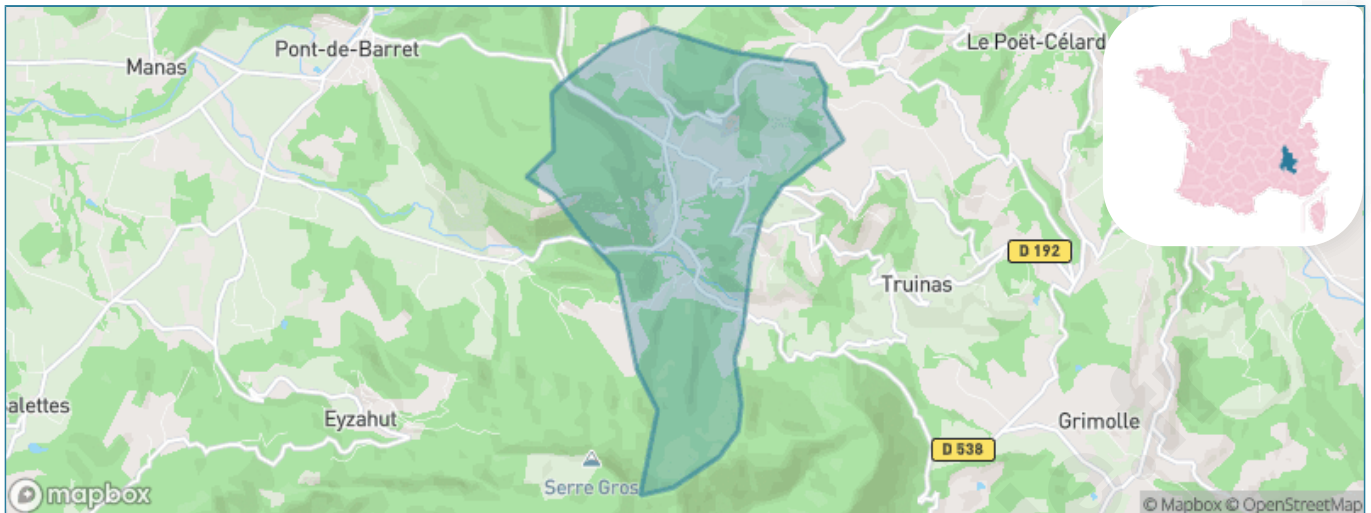 Pont-de-Barret
Le Poët-Célard
Manas
D 192
Truinas
alettes
Eyzahut
Grimolle
D 538
Serre Gros
mapbox
© Mapbox © OpenStreetMap